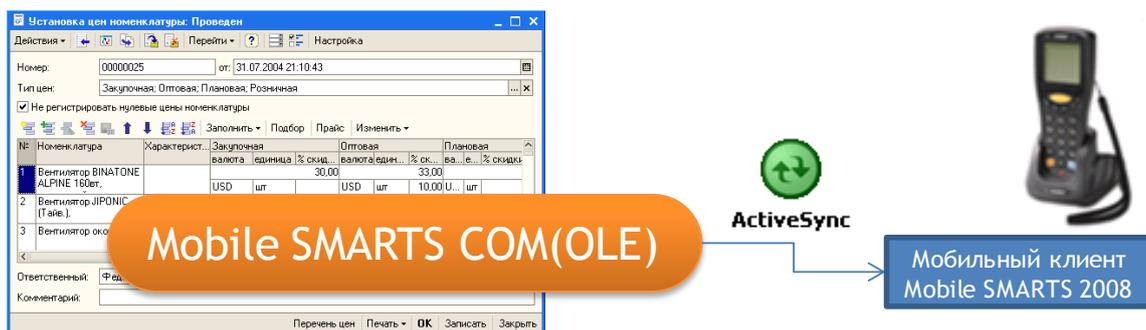 Установка цен номенклатуры: Проведен
Действия Перейти ? Настройка
Номер: 00000025 от: 31.07.2004 21:10:43
Тип цен: Закупочная; Оптовая; Плановая; Розничная ... x
Не регистрировать нулевые цены номенклатуры
Заполнить Подбор Прайс Изменить
№ Номенклатура Характерист... Закупочная Оптовая Плановая
валюта единица % скид... валюта един... % ск... ва... е... % скидки
1 Вентилятор BINATONE 30,00 33,00
ALPINE 160вт, USD шт USD шт 10,00 U... шт
2 Вентилятор JIPONIC
(Тайв.),
3 Вентилятор
Mobile SMARTS COM(OLE)
Ответственный:
Комментарий:
Перечень цен Печать OK Записать Закрыть
ActiveSync
Мобильный клиент
Mobile SMARTS 2008